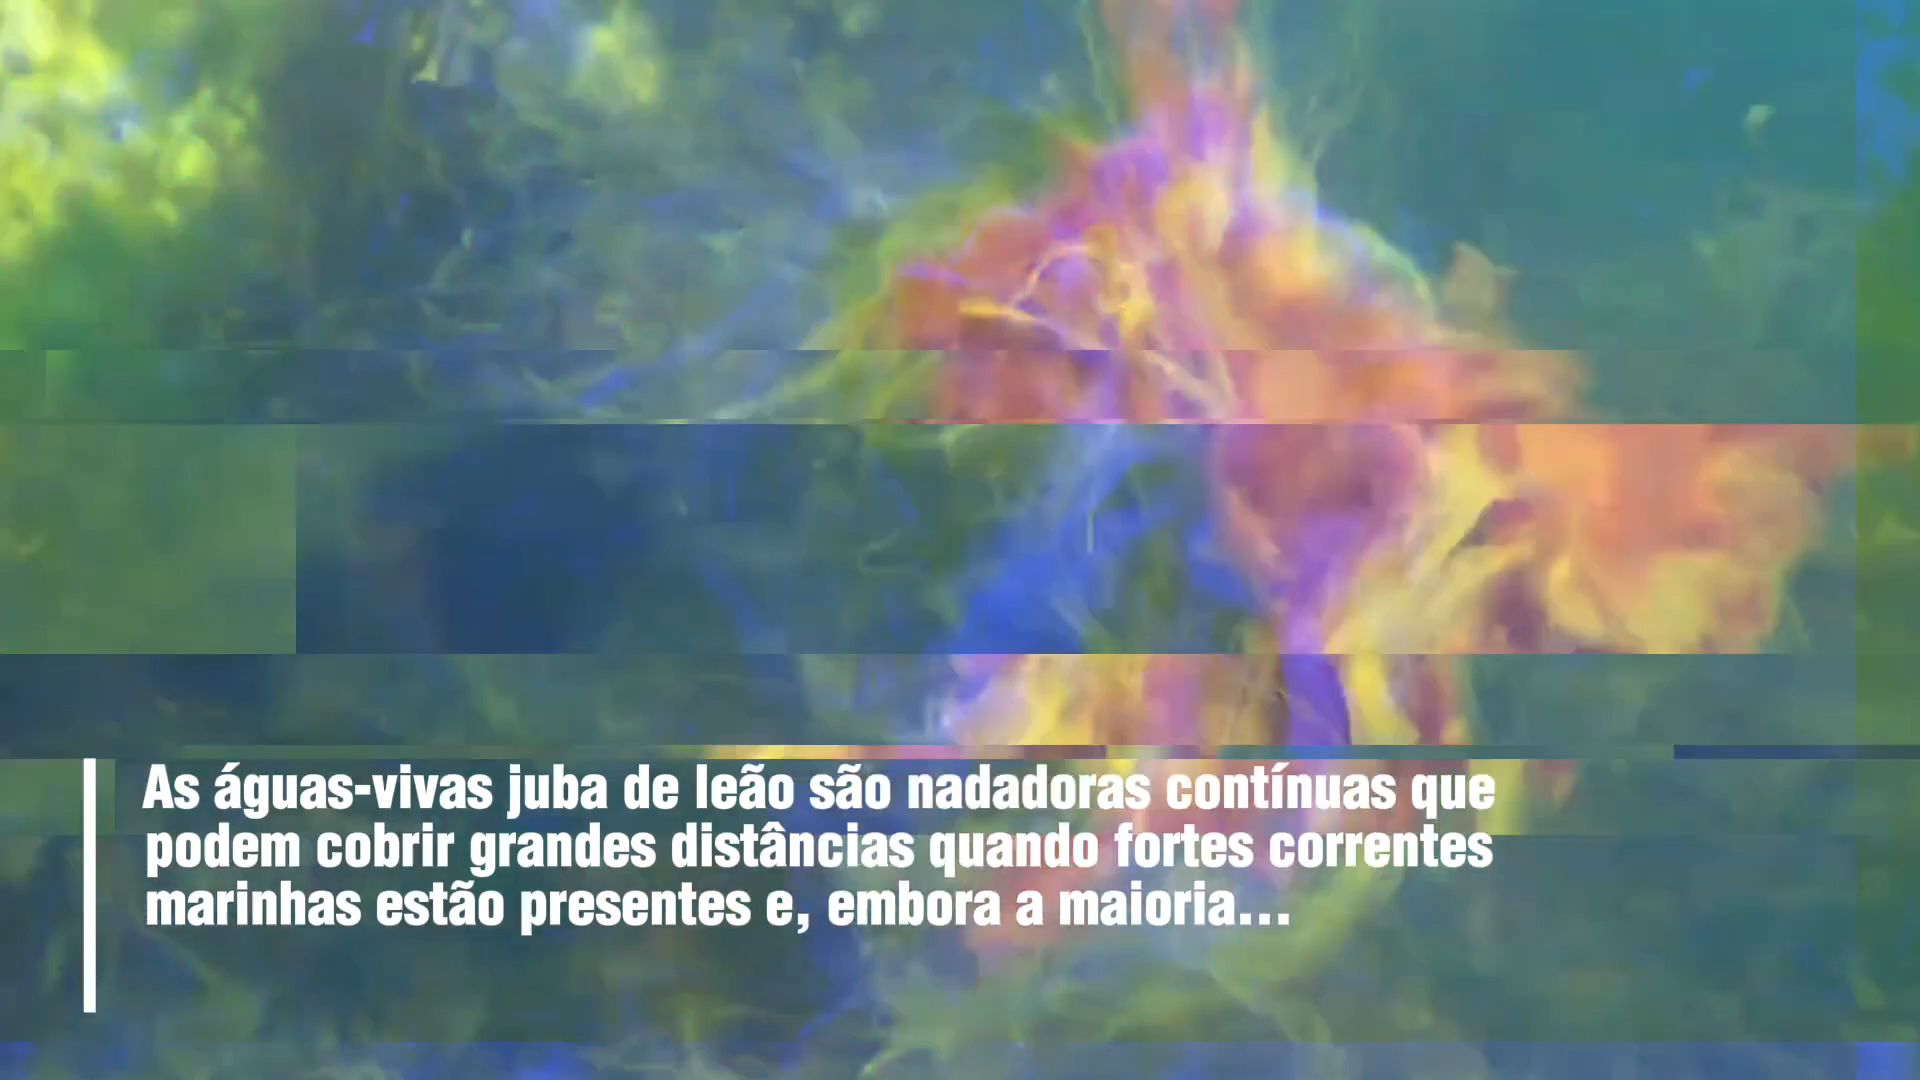 As águas-vivas juba de leão são nadadoras contínuas que
podem cobrir grandes distâncias quando fortes correntes
marinhas estão presentes e, embora a maioria...